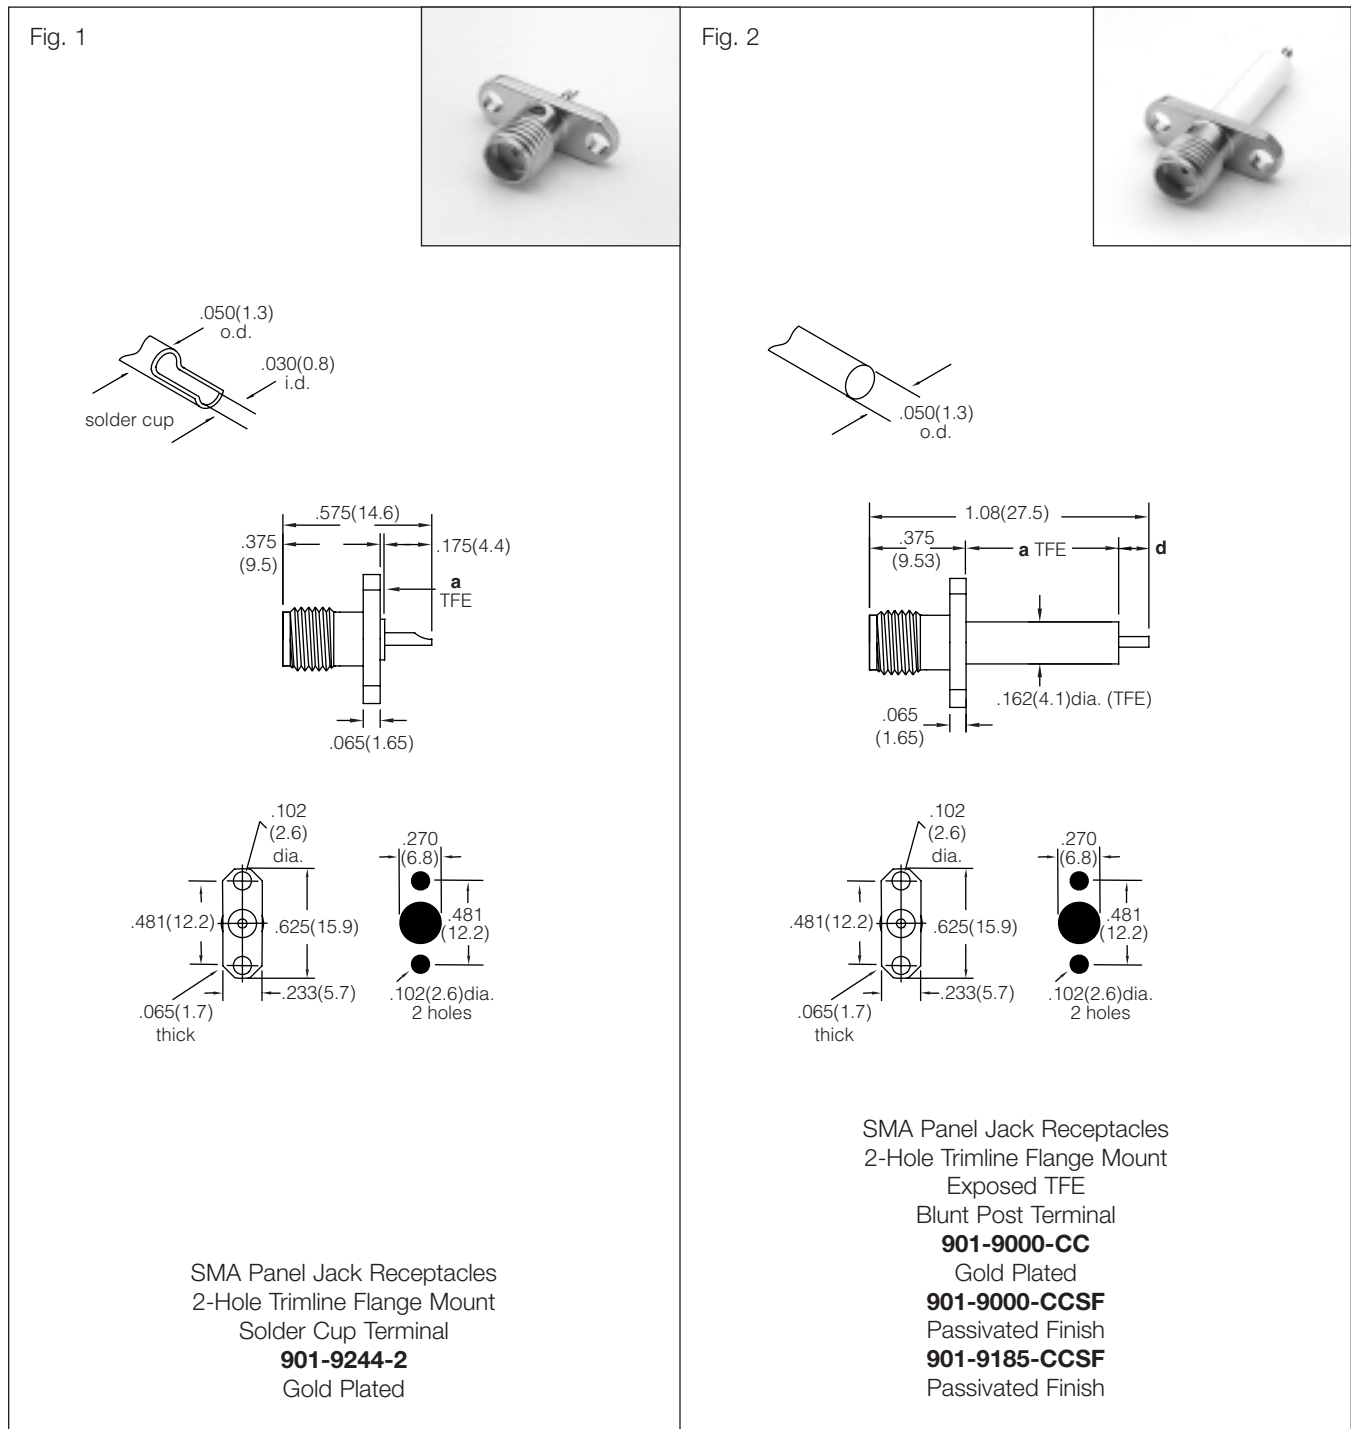 Fig. 1
.050(1.3)
o.d.
.030(0.8)
i.d.
solder cup
.575(14.6)
.375
(9.5)
.175(4.4)
a
TFE
.065(1.65)
.102
(2.6)
dia.
.270
(6.8)
.481(12.2)
.625(15.9)
.481
(12.2)
.233(5.7)
.102(2.6)dia.
2 holes
.065(1.7)
thick
SMA Panel Jack Receptacles
2-Hole Trimline Flange Mount
Solder Cup Terminal
901-9244-2
Gold Plated
Fig. 2
.050(1.3)
o.d.
1.08(27.5)
.375
(9.53)
a TFE
d
.162(4.1)dia. (TFE)
.065
(1.65)
.102
(2.6)
dia.
.270
(6.8)
.481(12.2)
.625(15.9)
.481
(12.2)
.233(5.7)
.102(2.6)dia.
2 holes
.065(1.7)
thick
SMA Panel Jack Receptacles
2-Hole Trimline Flange Mount
Exposed TFE
Blunt Post Terminal
901-9000-CC
Gold Plated
901-9000-CCSF
Passivated Finish
901-9185-CCSF
Passivated Finish